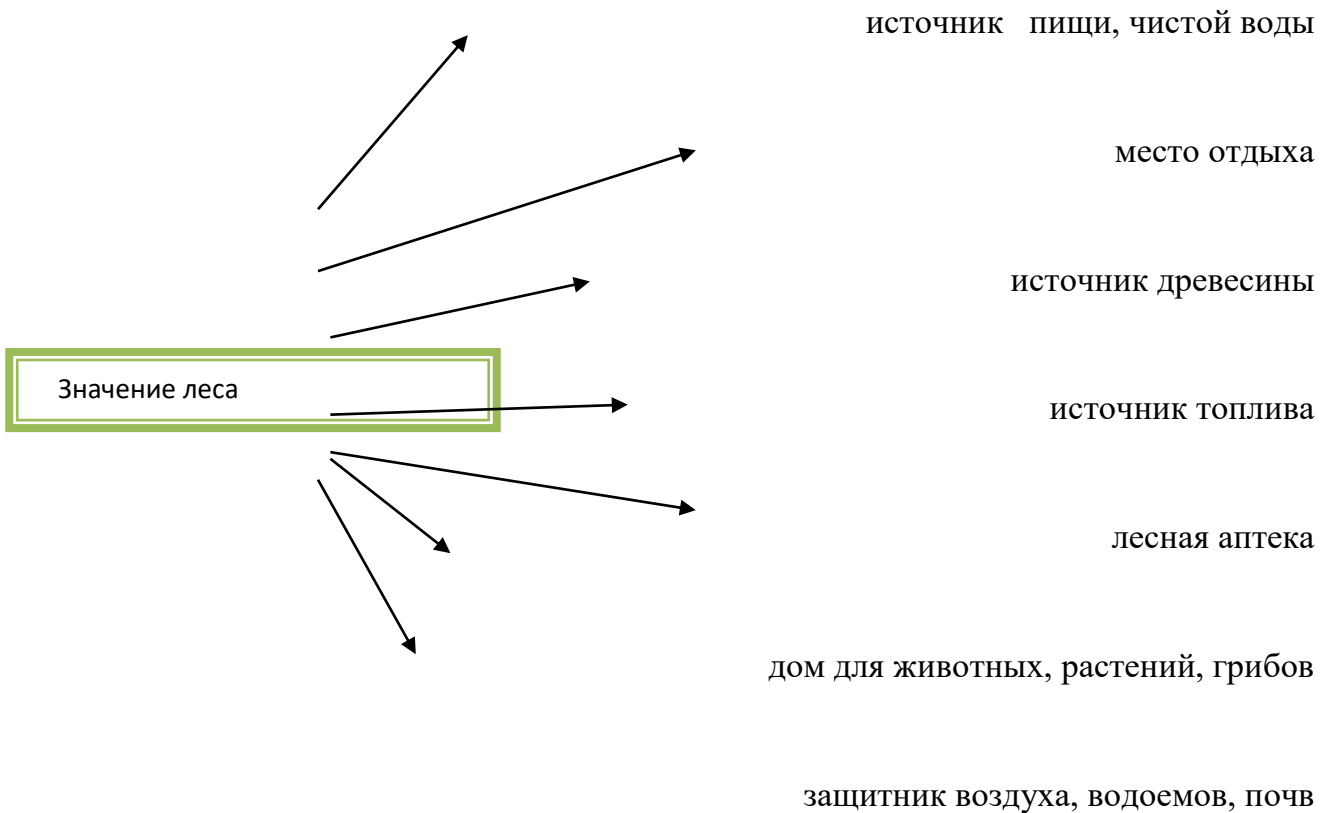 источник пищи, чистой воды
место отдыха
источник древесины
Значение леса
источник топлива
лесная аптека
дом для животных, растений, грибов
защитник воздуха, водоемов, почв